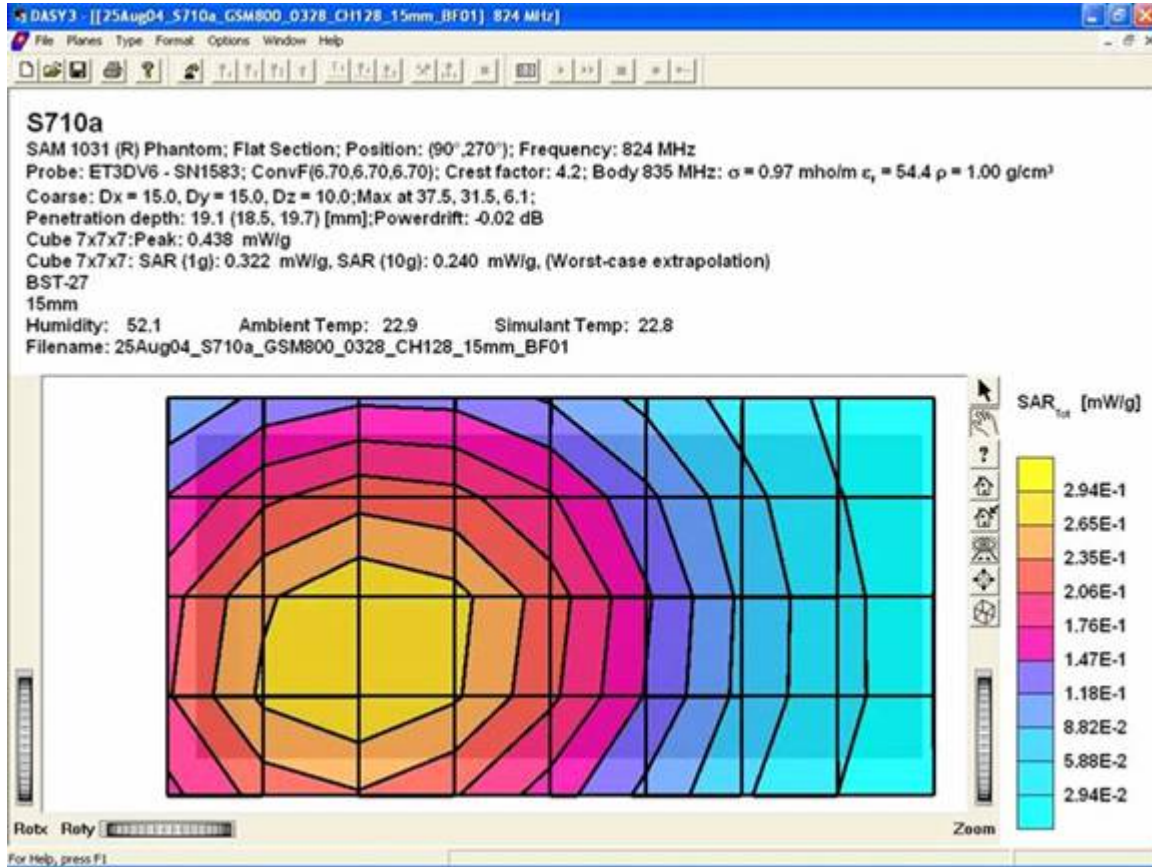 DASY3 - [[25Aug04_S710a_GSM800_0328_CH128_15mm_BF01] 824 MHz]
File Planes Type Format Options Window Help
S710a
SAM 1031 (R) Phantom; Flat Section; Position: (90°,270°); Frequency: 824 MHz
Probe: ET3DV6 - SN1583; ConvF(6.70,6.70,6.70); Crest factor: 4.2; Body 835 MHz: σ = 0.97 mho/m εr = 54.4 ρ = 1.00 g/cm³
Coarse: Dx = 15.0, Dy = 15.0, Dz = 10.0;Max at 37.5, 31.5, 6.1;
Penetration depth: 19.1 (18.5, 19.7) [mm];Powerdrift: -0.02 dB
Cube 7x7x7:Peak: 0.438 mW/g
Cube 7x7x7: SAR (1g): 0.322 mW/g, SAR (10g): 0.240 mW/g, (Worst-case extrapolation)
BST-27
15mm
Humidity: 52.1 Ambient Temp: 22.9 Simulant Temp: 22.8
Filename: 25Aug04_S710a_GSM800_0328_CH128_15mm_BF01
SARTot [mW/g]
2.94E-1
2.65E-1
2.35E-1
2.06E-1
1.76E-1
1.47E-1
1.18E-1
8.82E-2
5.88E-2
2.94E-2
Rotx Roty Zoom
For Help, press F1